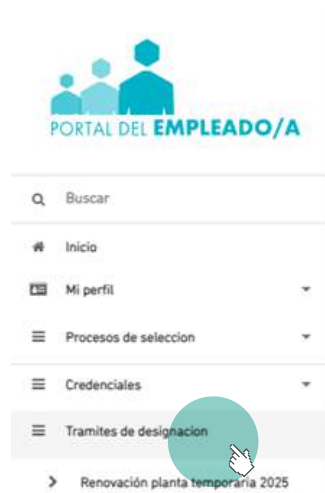 PORTAL DEL EMPLEADO/A
Buscar
Inicio
Mi perfil
Procesos de seleccion
Credenciales
Tramites de designacion
Renovación planta temporaria 2025